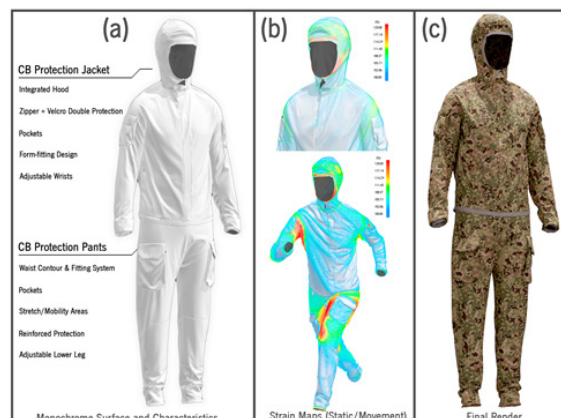 (a)
CB Protection Jacket
Integrated Hood
Zipper + Velcro Double Protection
Pockets
Form-fitting Design
Adjustable Wrists
CB Protection Pants
Waist Contour & Fitting System
Pockets
Stretch/Mobility Areas
Reinforced Protection
Adjustable Lower Leg
Monochrome Surface and Characteristics
(b)
Strain Maps (Static/Movement)
(c)
Final Render